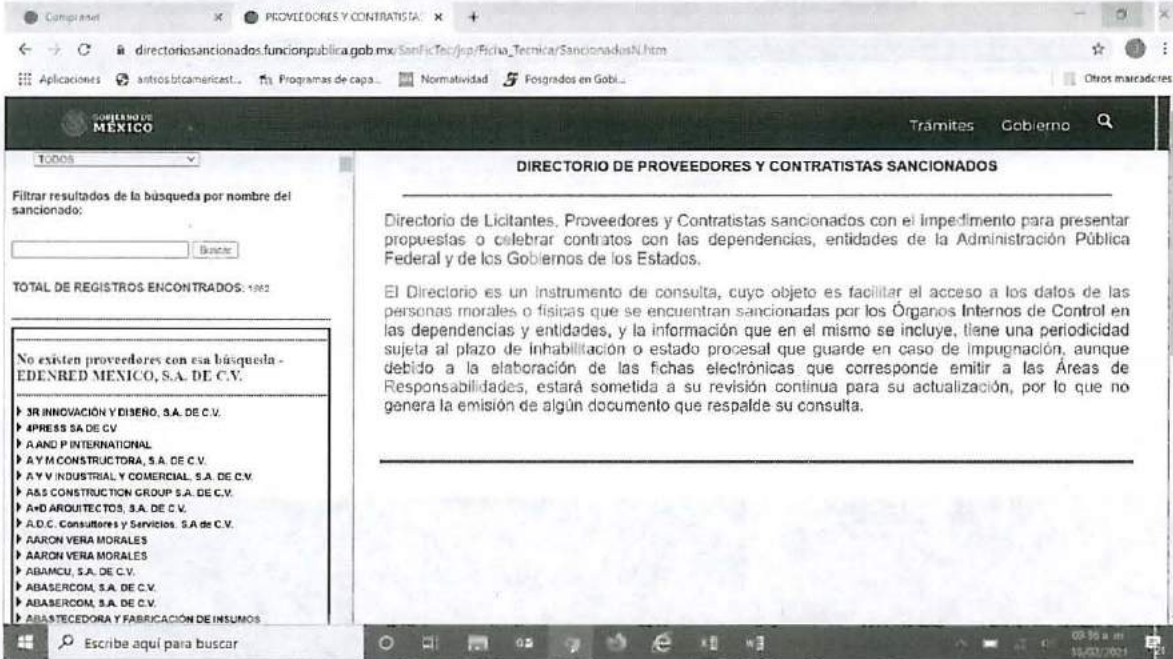 Compranet
PROVEEDORES Y CONTRATISTA
directoriosancionados.funcionpublica.gob.mx/SanFicTec/jsp/Ficha_Tecnica/SancionadosN.htm
Aplicaciones
antsos.btcamericast...
Programas de capa...
Normatividad
Posgrados en Gobi...
Otros marcadores
GOBIERNO DE
MÉXICO
Trámites Gobierno
TODOS
Filtrar resultados de la búsqueda por nombre del
sancionado:
Buscar
TOTAL DE REGISTROS ENCONTRADOS:
No existen proveedores con esa búsqueda -
EDENRED MEXICO, S.A. DE C.V.
3R INNOVACIÓN Y DISEÑO, S.A. DE C.V.
4PRESS SA DE CV
A AND P INTERNATIONAL
A Y M CONSTRUCTORA, S.A. DE C.V.
A Y V INDUSTRIAL Y COMERCIAL, S.A. DE C.V.
A&S CONSTRUCTION GROUP S.A. DE C.V.
A+D ARQUITECTOS, S.A. DE C.V.
A.D.C. Consultores y Servicios. S.A de C.V.
AARON VERA MORALES
AARON VERA MORALES
ABAMCU, S.A. DE C.V.
ABASERCOM, S.A. DE C.V.
ABASERCOM, S.A. DE C.V.
ABASTECEDORA Y FABRICACIÓN DE INSUMOS
DIRECTORIO DE PROVEEDORES Y CONTRATISTAS SANCIONADOS
Directorio de Licitantes, Proveedores y Contratistas sancionados con el impedimento para presentar
propuestas o celebrar contratos con las dependencias, entidades de la Administración Pública
Federal y de los Gobiernos de los Estados.
El Directorio es un instrumento de consulta, cuyo objeto es facilitar el acceso a los datos de las
personas morales o físicas que se encuentran sancionadas por los Órganos Internos de Control en
las dependencias y entidades, y la información que en el mismo se incluye, tiene una periodicidad
sujeta al plazo de inhabilitación o estado procesal que guarde en caso de impugnación, aunque
debido a la elaboración de las fichas electrónicas que corresponde emitir a las Áreas de
Responsabilidades, estará sometida a su revisión continua para su actualización, por lo que no
genera la emisión de algún documento que respalde su consulta.
Escribe aquí para buscar